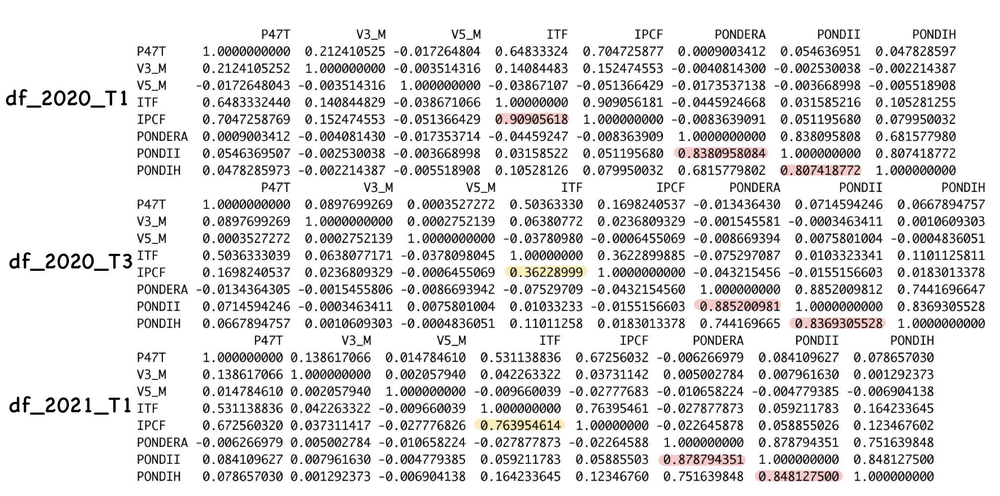 P47T V3_M V5_M ITF IPCF PONDERA PONDII PONDIH
P47T 1.0000000000 0.212410525 -0.017264804 0.64833324 0.704725877 0.0009003412 0.054636951 0.047828597
V3_M 0.2124105252 1.000000000 -0.003514316 0.14084483 0.152474553 -0.0040814300 -0.002530038 -0.002214387
V5_M -0.0172648043 -0.003514316 1.000000000 -0.03867107 -0.051366429 -0.0173537138 -0.003668998 -0.005518908
df_2020_T1 ITF 0.6483332440 0.140844829 -0.038671066 1.00000000 0.909056181 -0.0445924668 0.031585216 0.105281255
IPCF 0.7047258769 0.152474553 -0.051366429 0.90905618 1.000000000 -0.0083639091 0.051195680 0.079950032
PONDERA 0.0009003412 -0.004081430 -0.017353714 -0.04459247 -0.008363909 1.0000000000 0.838095808 0.681577980
PONDII 0.0546369507 -0.002530038 -0.003668998 0.03158522 0.051195680 0.8380958084 1.000000000 0.807418772
PONDIH 0.0478285973 -0.002214387 -0.005518908 0.10528126 0.079950032 0.6815779802 0.807418772 1.000000000
P47T V3_M V5_M ITF IPCF PONDERA PONDII PONDIH
P47T 1.0000000000 0.0897699269 0.0003527272 0.50363330 0.1698240537 -0.013436430 0.0714594246 0.0667894757
V3_M 0.0897699269 1.0000000000 0.0002752139 0.06380772 0.0236809329 -0.001545581 -0.0003463411 0.0010609303
V5_M 0.0003527272 0.0002752139 1.0000000000 -0.03780980 -0.0006455069 -0.008669394 0.0075801004 -0.0004836051
df_2020_T3 ITF 0.5036333039 0.0638077171 -0.0378098045 1.00000000 0.3622899885 -0.075297087 0.0103323341 0.1101125811
IPCF 0.1698240537 0.0236809329 -0.0006455069 0.36228999 1.0000000000 -0.043215456 -0.0155156603 0.0183013378
PONDERA -0.0134364305 -0.0015455806 -0.0086693942 -0.07529709 -0.0432154560 1.000000000 0.8852009812 0.7441696647
PONDII 0.0714594246 -0.0003463411 0.0075801004 0.01033233 -0.0155156603 0.885200981 1.0000000000 0.8369305528
PONDIH 0.0667894757 0.0010609303 -0.0004836051 0.11011258 0.0183013378 0.744169665 0.8369305528 1.0000000000
P47T V3_M V5_M ITF IPCF PONDERA PONDII PONDIH
P47T 1.000000000 0.138617066 0.014784610 0.531138836 0.67256032 -0.006266979 0.084109627 0.078657030
V3_M 0.138617066 1.000000000 0.002057940 0.042263322 0.03731142 0.005002784 0.007961630 0.001292373
V5_M 0.014784610 0.002057940 1.000000000 -0.009660039 -0.02777683 -0.010658224 -0.004779385 -0.006904138
df_2021_T1 ITF 0.531138836 0.042263322 -0.009660039 1.000000000 0.76395461 -0.027877873 0.059211783 0.164233645
IPCF 0.672560320 0.037311417 -0.027776826 0.763954614 1.00000000 -0.022645878 0.058855026 0.123467602
PONDERA -0.006266979 0.005002784 -0.010658224 -0.027877873 -0.02264588 1.000000000 0.878794351 0.751639848
PONDII 0.084109627 0.007961630 -0.004779385 0.059211783 0.05885503 0.878794351 1.000000000 0.848127500
PONDIH 0.078657030 0.001292373 -0.006904138 0.164233645 0.12346760 0.751639848 0.848127500 1.000000000